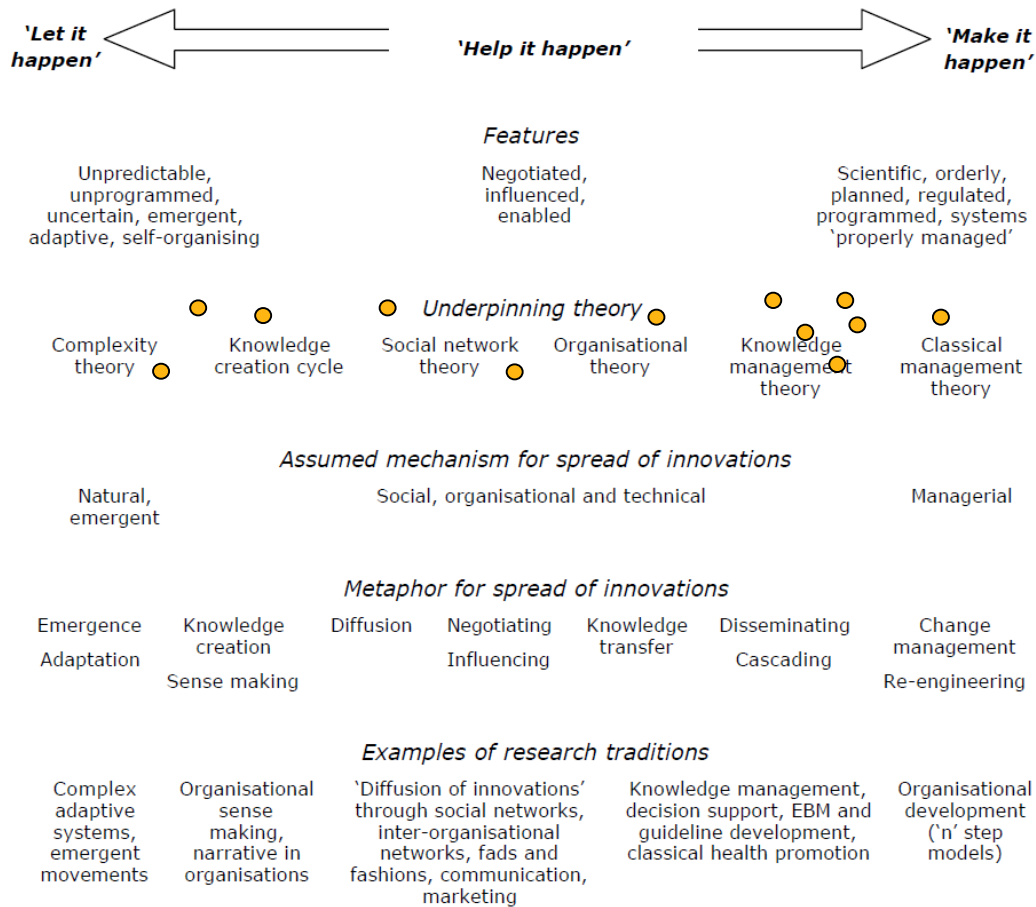 ‘Let it
happen’
‘Help it happen’
‘Make it
happen’
Features
Unpredictable,
unprogrammed,
uncertain, emergent,
adaptive, self-organising
Negotiated,
influenced,
enabled
Scientific, orderly,
planned, regulated,
programmed, systems
‘properly managed’
Underpinning theory
Complexity
theory
Knowledge
creation cycle
Social network
theory
Organisational
theory
Knowledge
management
theory
Classical
management
theory
Assumed mechanism for spread of innovations
Natural,
emergent
Social, organisational and technical
Managerial
Metaphor for spread of innovations
Emergence
Adaptation
Knowledge
creation
Sense making
Diffusion
Negotiating
Influencing
Knowledge
transfer
Disseminating
Cascading
Change
management
Re-engineering
Examples of research traditions
Complex
adaptive
systems,
emergent
movements
Organisational
sense
making,
narrative in
organisations
‘Diffusion of innovations’
through social networks,
inter-organisational
networks, fads and
fashions, communication,
marketing
Knowledge management,
decision support, EBM and
guideline development,
classical health promotion
Organisational
development
(‘n’ step
models)